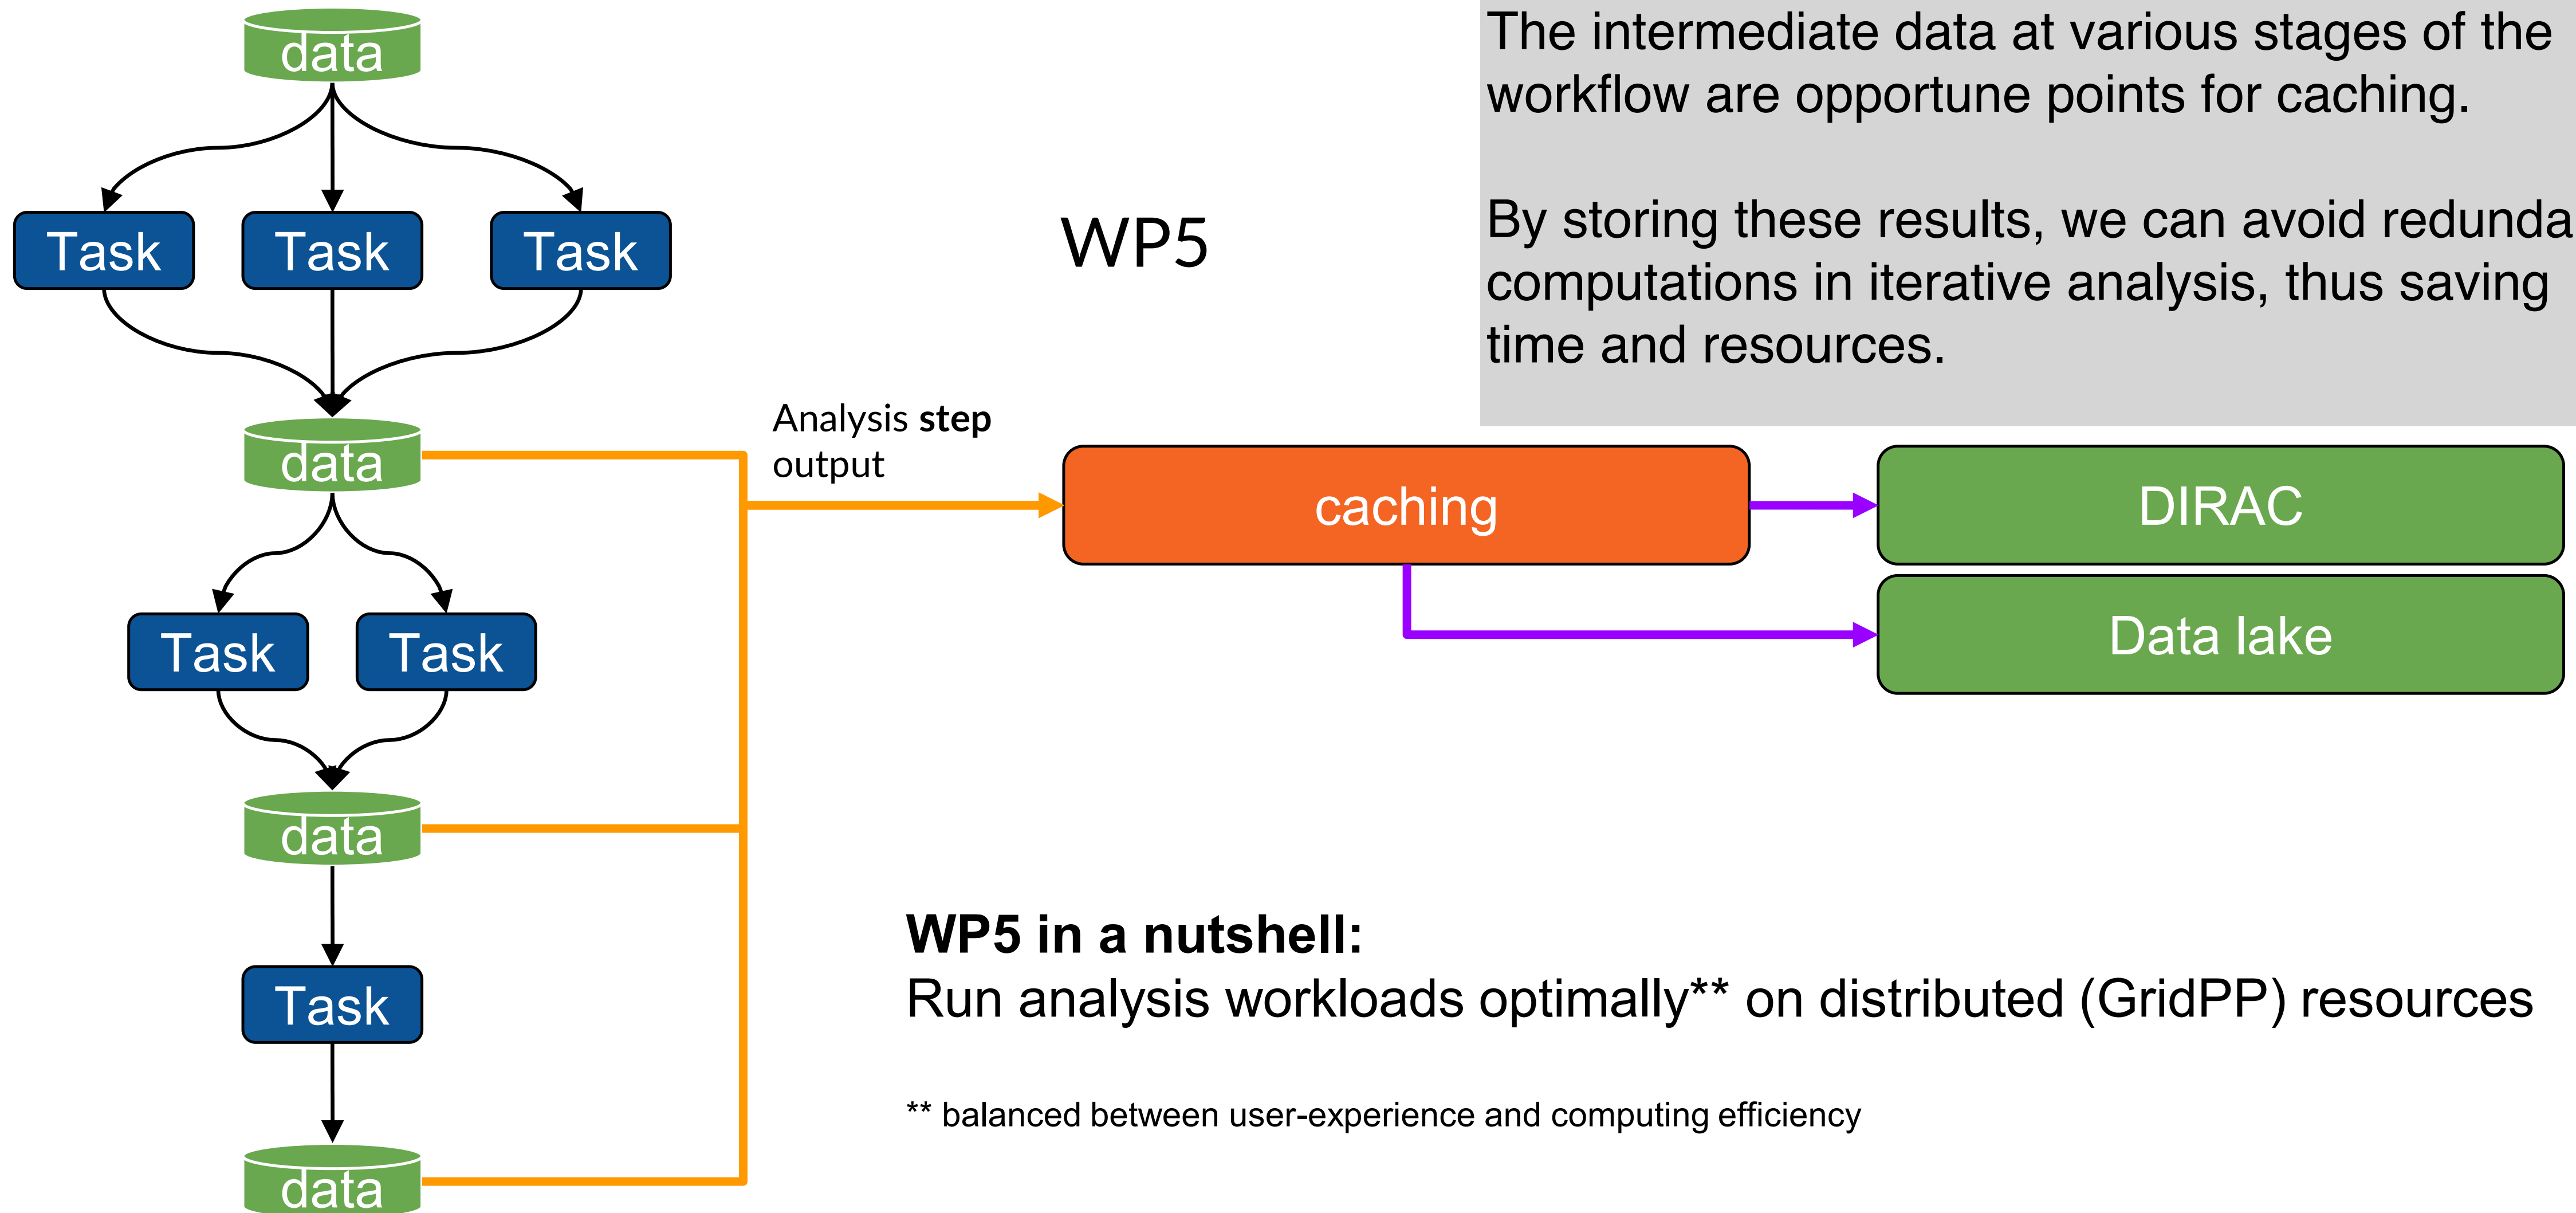 data
The intermediate data at various stages of the
workflow are opportune points for caching.
Task
Task
Task
WP5
By storing these results, we can avoid redunda
computations in iterative analysis, thus saving
time and resources.
Analysis step
output
data
caching
DIRAC
Data lake
Task
Task
data
WP5 in a nutshell:
Run analysis workloads optimally** on distributed (GridPP) resources
Task
** balanced between user-experience and computing efficiency
data